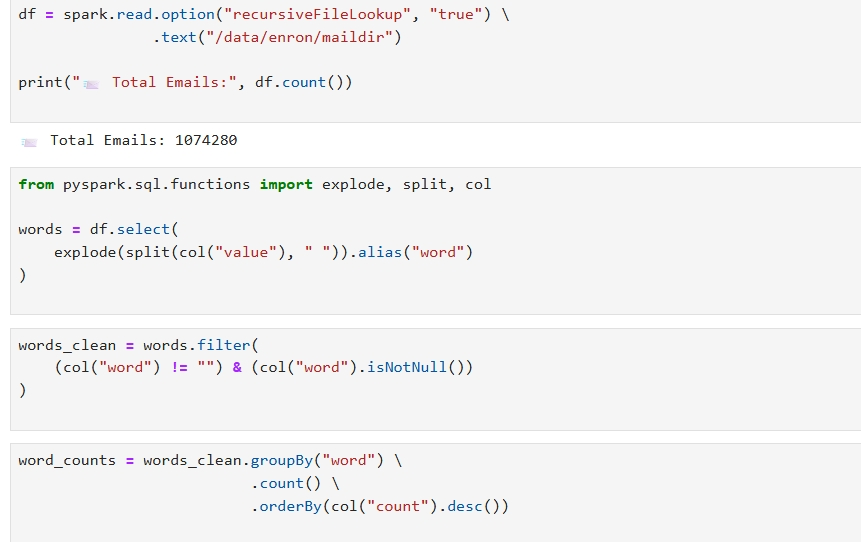 df = spark.read.option("recursiveFileLookup", "true") \
.text("/data/enron/maildir")
print("📨 Total Emails:", df.count())
📨 Total Emails: 1074280
from pyspark.sql.functions import explode, split, col
words = df.select(
explode(split(col("value"), " ")).alias("word")
)
words_clean = words.filter(
(col("word") != "") & (col("word").isNotNull())
)
word_counts = words_clean.groupBy("word") \
.count() \
.orderBy(col("count").desc())